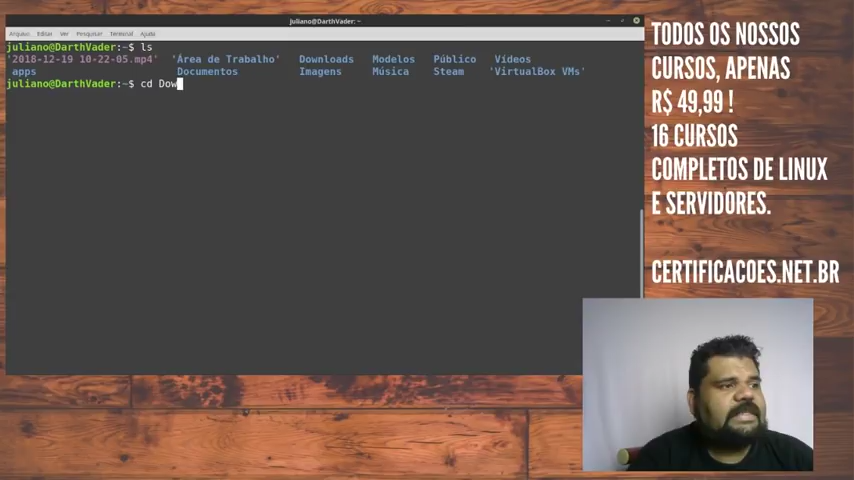 juliano@DarthVader: ~
Arquivo Editar Ver Pesquisar Terminal Ajuda
juliano@DarthVader:~$ ls
'2018-12-19 10-22-05.mp4' 'Área de Trabalho' Downloads Modelos Público Vídeos
apps Documentos Imagens Música Steam 'VirtualBox VMs'
juliano@DarthVader:~$ cd Dow
TODOS OS NOSSOS
CURSOS, APENAS
R$ 49,99 !
16 CURSOS
COMPLETOS DE LINUX
E SERVIDORES.
CERTIFICACOES.NET.BR